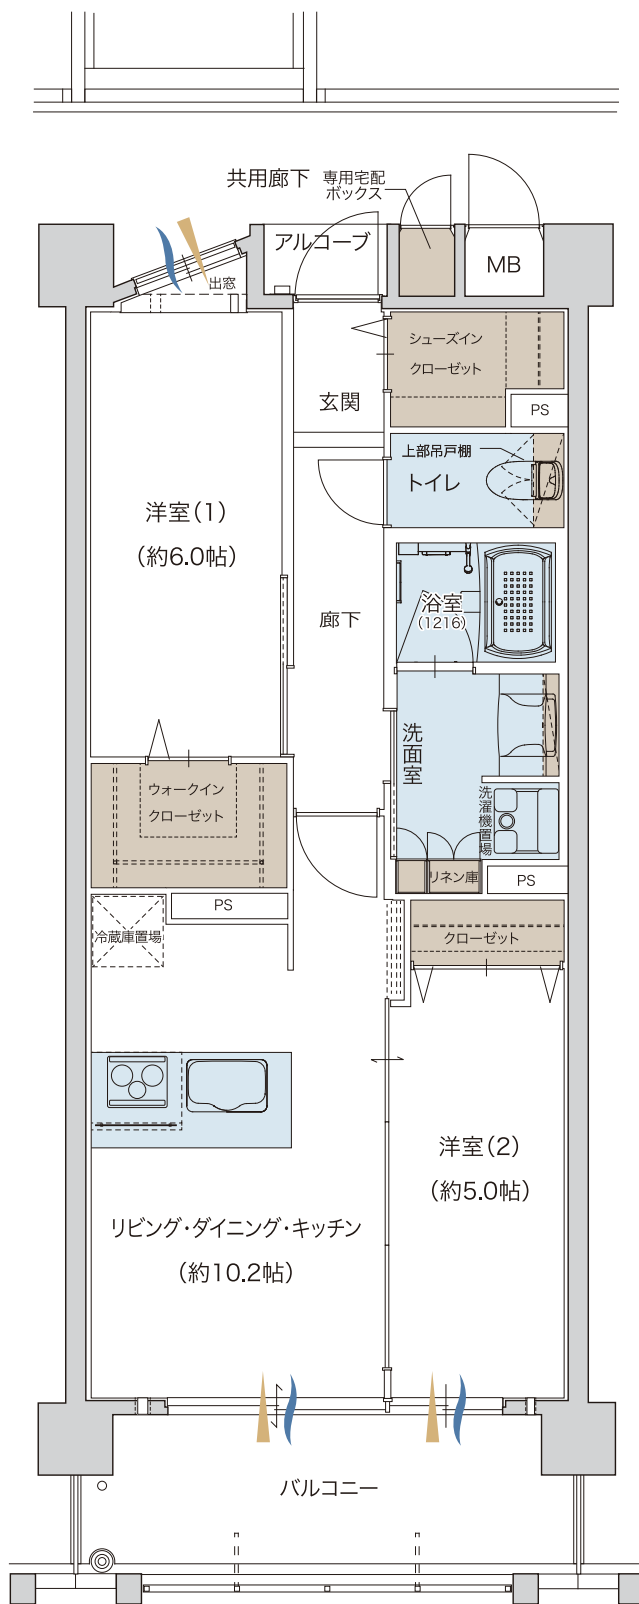 共用廊下
専用宅配
ボックス
アルコーブ
MB
出窓
シューズイン
クローゼット
玄関
PS
上部吊戸棚
トイレ
洋室(1)
(約6.0帖)
浴室
(1216)
廊下
洗面室
ウォークイン
クローゼット
洗濯機置場
リネン庫
PS
PS
冷蔵庫置場
クローゼット
洋室(2)
(約5.0帖)
リビング・ダイニング・キッチン
(約10.2帖)
バルコニー